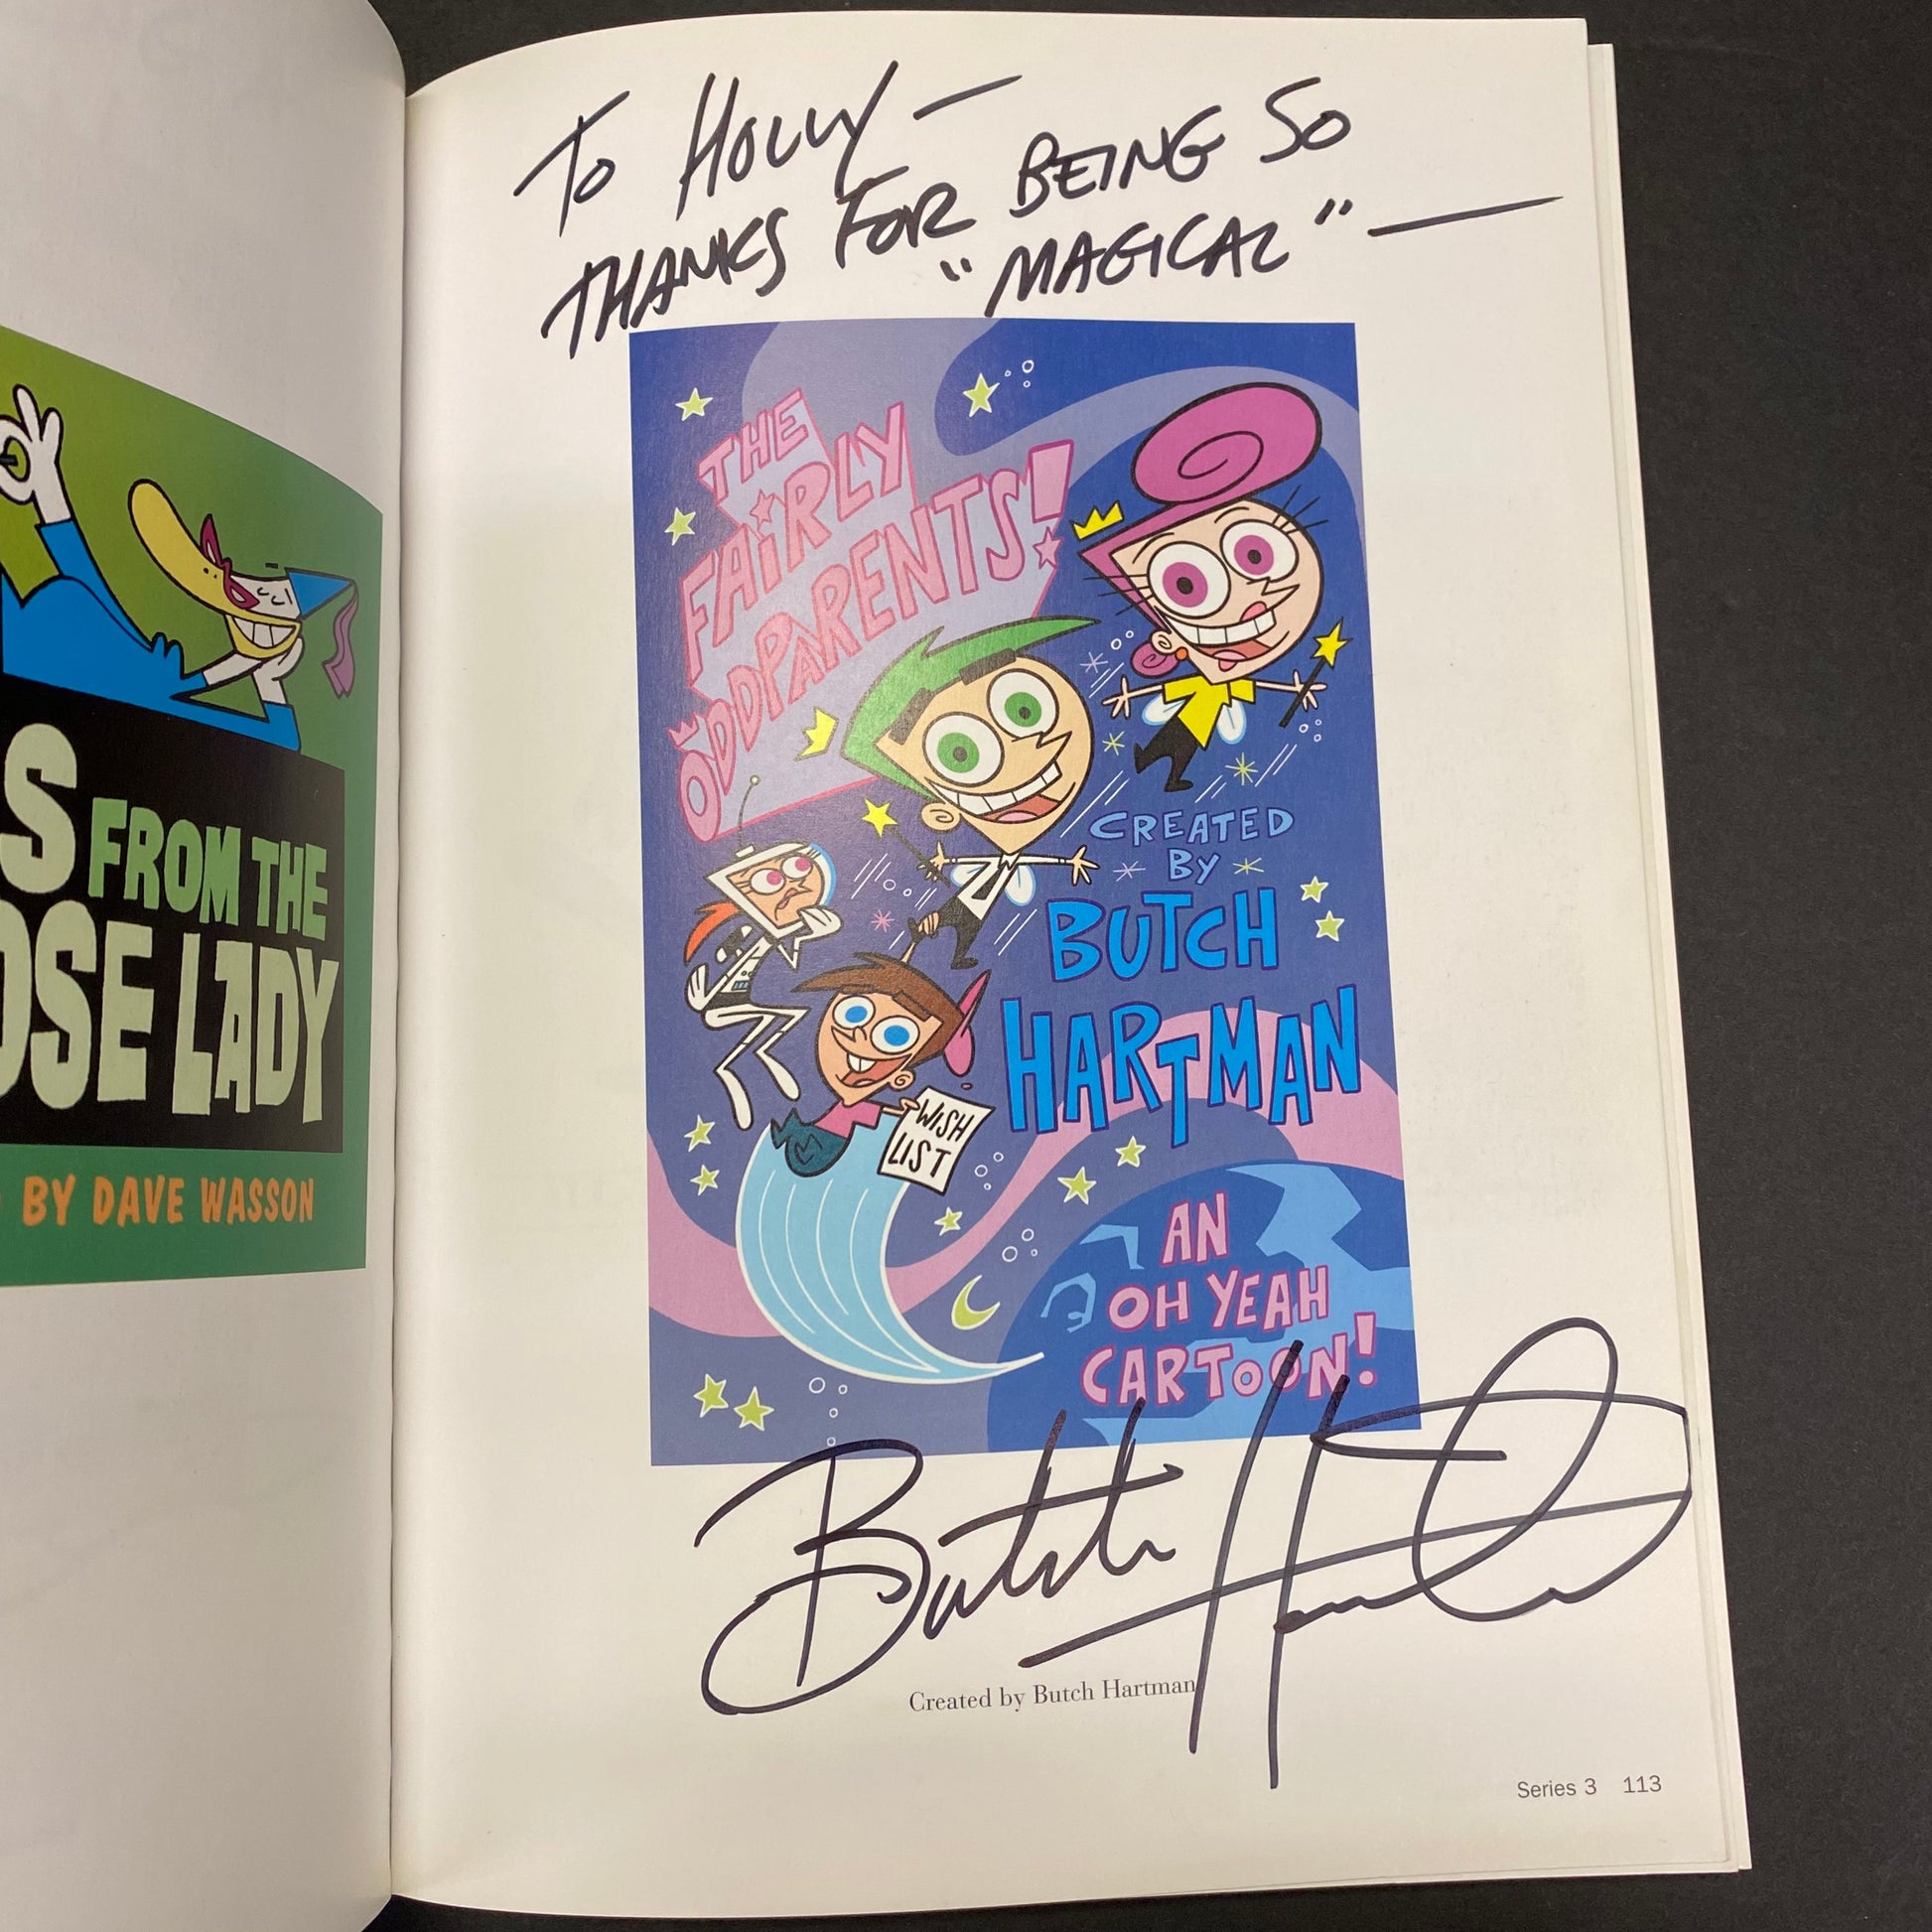 S FROM THE
OSE LADY
BY DAVE WASSON
TO HOLLY —
THANKS FOR BEING SO
"MAGICAL" —
THE
FAIRLY
ODDPARENTS!
CREATED
BY
BUTCH
HARTMAN
WISH
LIST
AN
OH YEAH
CARTOON!
Butch Hartman
Created by Butch Hartman
Series 3 113